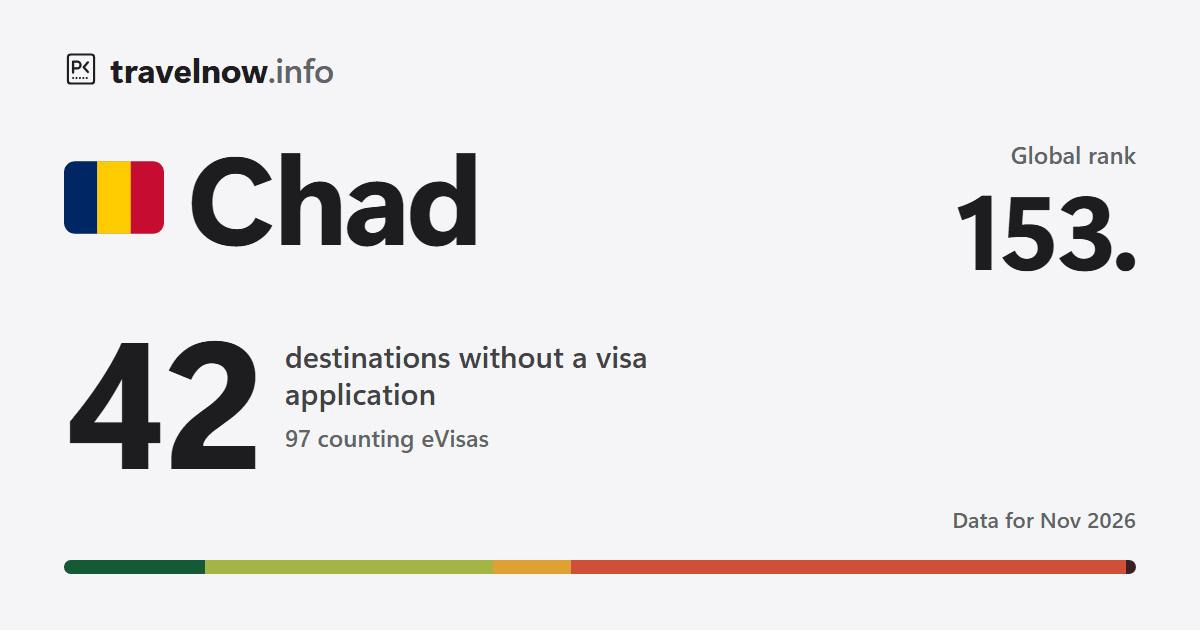 travelnow.info
Chad
Global rank
153.
42
destinations without a visa
application
97 counting eVisas
Data for Nov 2026